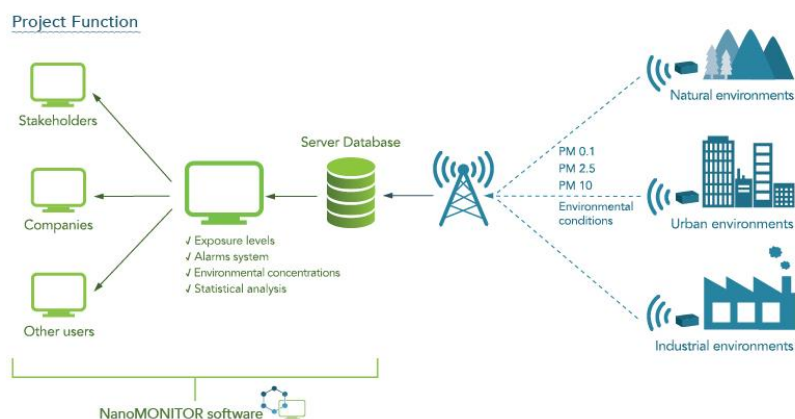 Project Function
Stakeholders
Companies
Other users
Server Database
✓ Exposure levels
✓ Alarms system
✓ Environmental concentrations
✓ Statistical analysis
PM 0.1
PM 2.5
PM 10
Environmental
conditions
Natural environments
Urban environments
Industrial environments
NanoMONITOR software